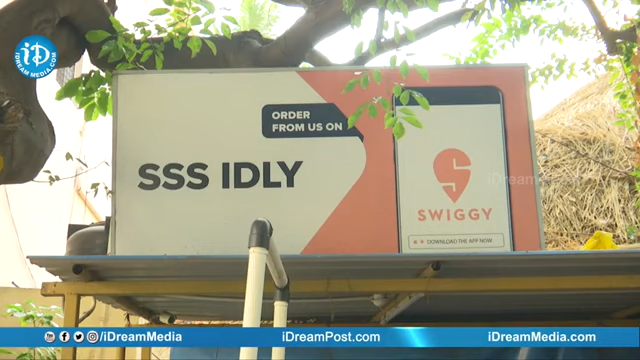 iD
iDREAM MEDIA.COM
ORDER
FROM US ON
SSS IDLY
SWIGGY
DOWNLOAD THE APP NOW
iDreamMedia
/iDreamMedia
iDreamPost.com
iDreamMedia.com